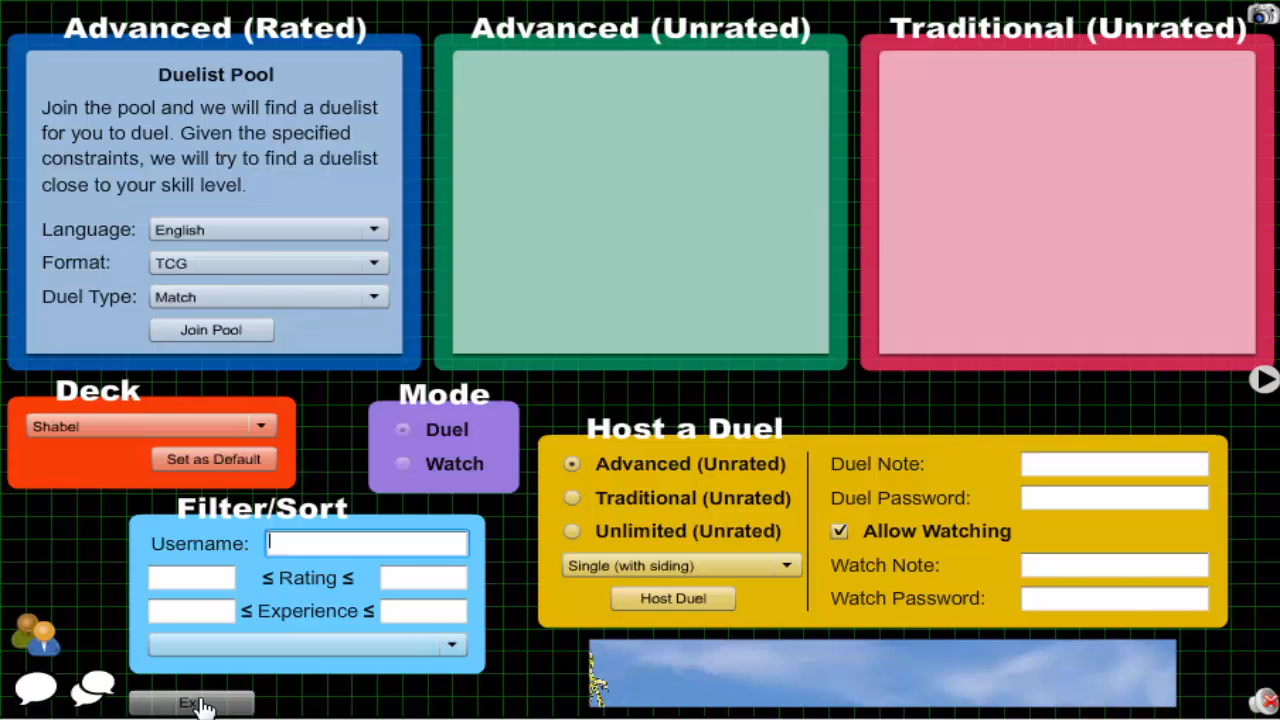 Advanced (Rated)
Duelist Pool
Join the pool and we will find a duelist
for you to duel. Given the specified
constraints, we will try to find a duelist
close to your skill level.
Language: English
Format: TCG
Duel Type: Match
Join Pool
Advanced (Unrated)
Traditional (Unrated)
Deck
Shabel
Set as Default
Mode
Duel
Watch
Filter/Sort
Username:
≤ Rating ≤
≤ Experience ≤
Host a Duel
Advanced (Unrated)
Traditional (Unrated)
Unlimited (Unrated)
Single (with siding)
Host Duel
Duel Note:
Duel Password:
Allow Watching
Watch Note:
Watch Password: